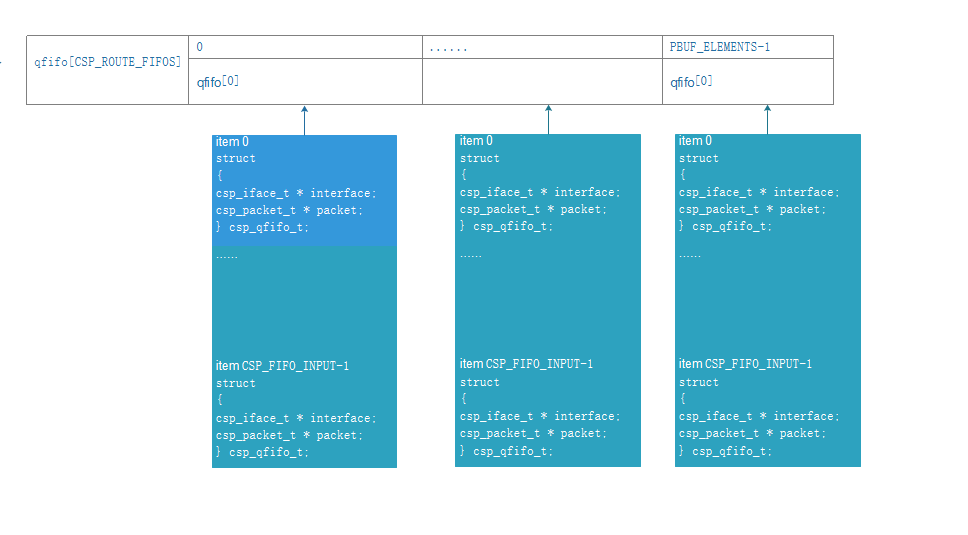 0
......
PBUF_ELEMENTS-1
qfifo[CSP_ROUTE_FIFOS]
qfifo[0]
qfifo[0]
item 0
struct
{
csp_iface_t * interface;
csp_packet_t * packet;
} csp_qfifo_t;
......
item CSP_FIFO_INPUT-1
struct
{
csp_iface_t * interface;
csp_packet_t * packet;
} csp_qfifo_t;
item 0
struct
{
csp_iface_t * interface;
csp_packet_t * packet;
} csp_qfifo_t;
......
item CSP_FIFO_INPUT-1
struct
{
csp_iface_t * interface;
csp_packet_t * packet;
} csp_qfifo_t;
item 0
struct
{
csp_iface_t * interface;
csp_packet_t * packet;
} csp_qfifo_t;
......
item CSP_FIFO_INPUT-1
struct
{
csp_iface_t * interface;
csp_packet_t * packet;
} csp_qfifo_t;